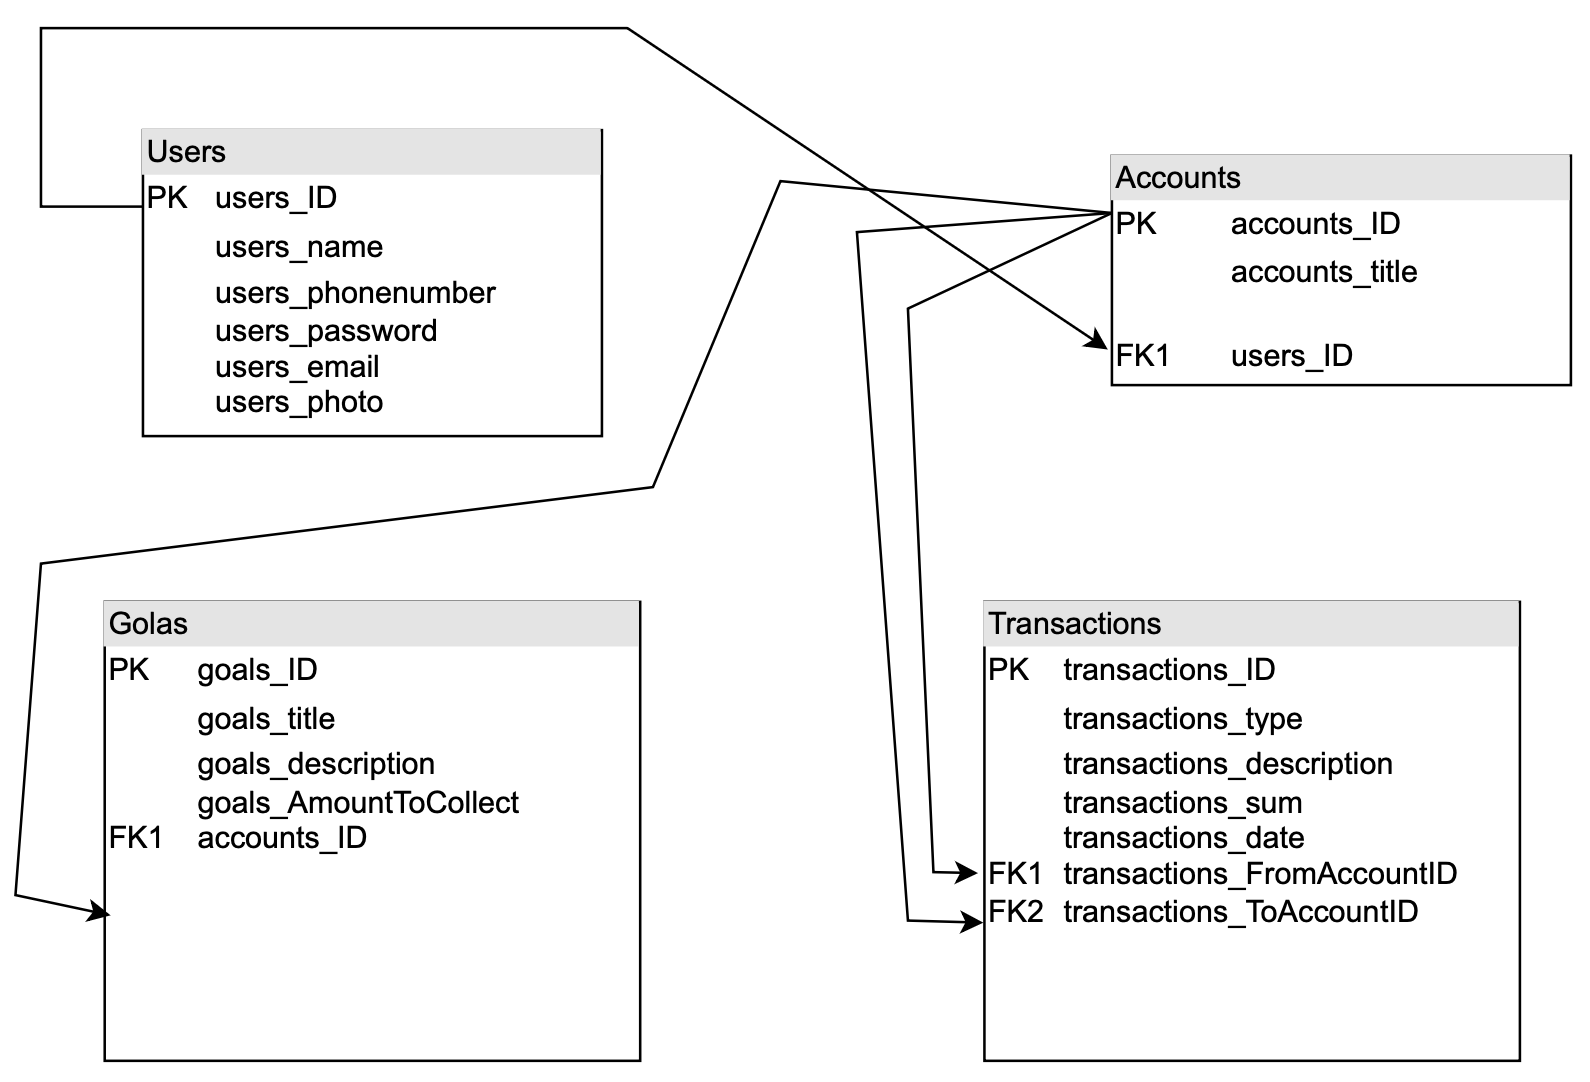 Users
PK users_ID
users_name
users_phonenumber
users_password
users_email
users_photo
Accounts
PK accounts_ID
accounts_title
FK1 users_ID
Golas
PK goals_ID
goals_title
goals_description
goals_AmountToCollect
FK1 accounts_ID
Transactions
PK transactions_ID
transactions_type
transactions_description
transactions_sum
transactions_date
FK1 transactions_FromAccountID
FK2 transactions_ToAccountID